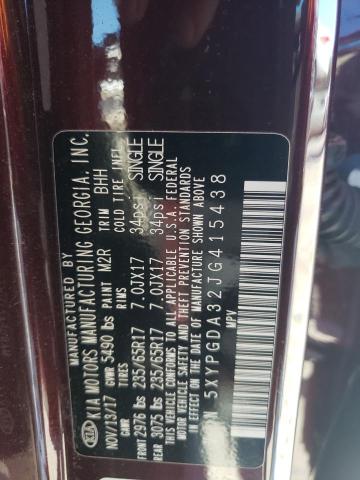 MANUFACTURED BY
KIA KIA MOTORS MANUFACTURING GEORGIA, INC.
NOV/13/17 GVWR 5490 lbs PAINT M2R TRIM BHH
GAWR TIRES RIMS COLD TIRE INFL
FRONT 2976 lbs 235/65R17 7.0JX17 34psi SINGLE
REAR 3075 lbs 235/65R17 7.0JX17 34psi SINGLE
THIS VEHICLE CONFORMS TO ALL APPLICABLE U.S.A. FEDERAL
MOTOR VEHICLE SAFETY, BUMPER, AND THEFT PREVENTION STANDARDS
IN EFFECT ON THE DATE OF MANUFACTURE SHOWN ABOVE
5XYPGDA32JG415438
MPV